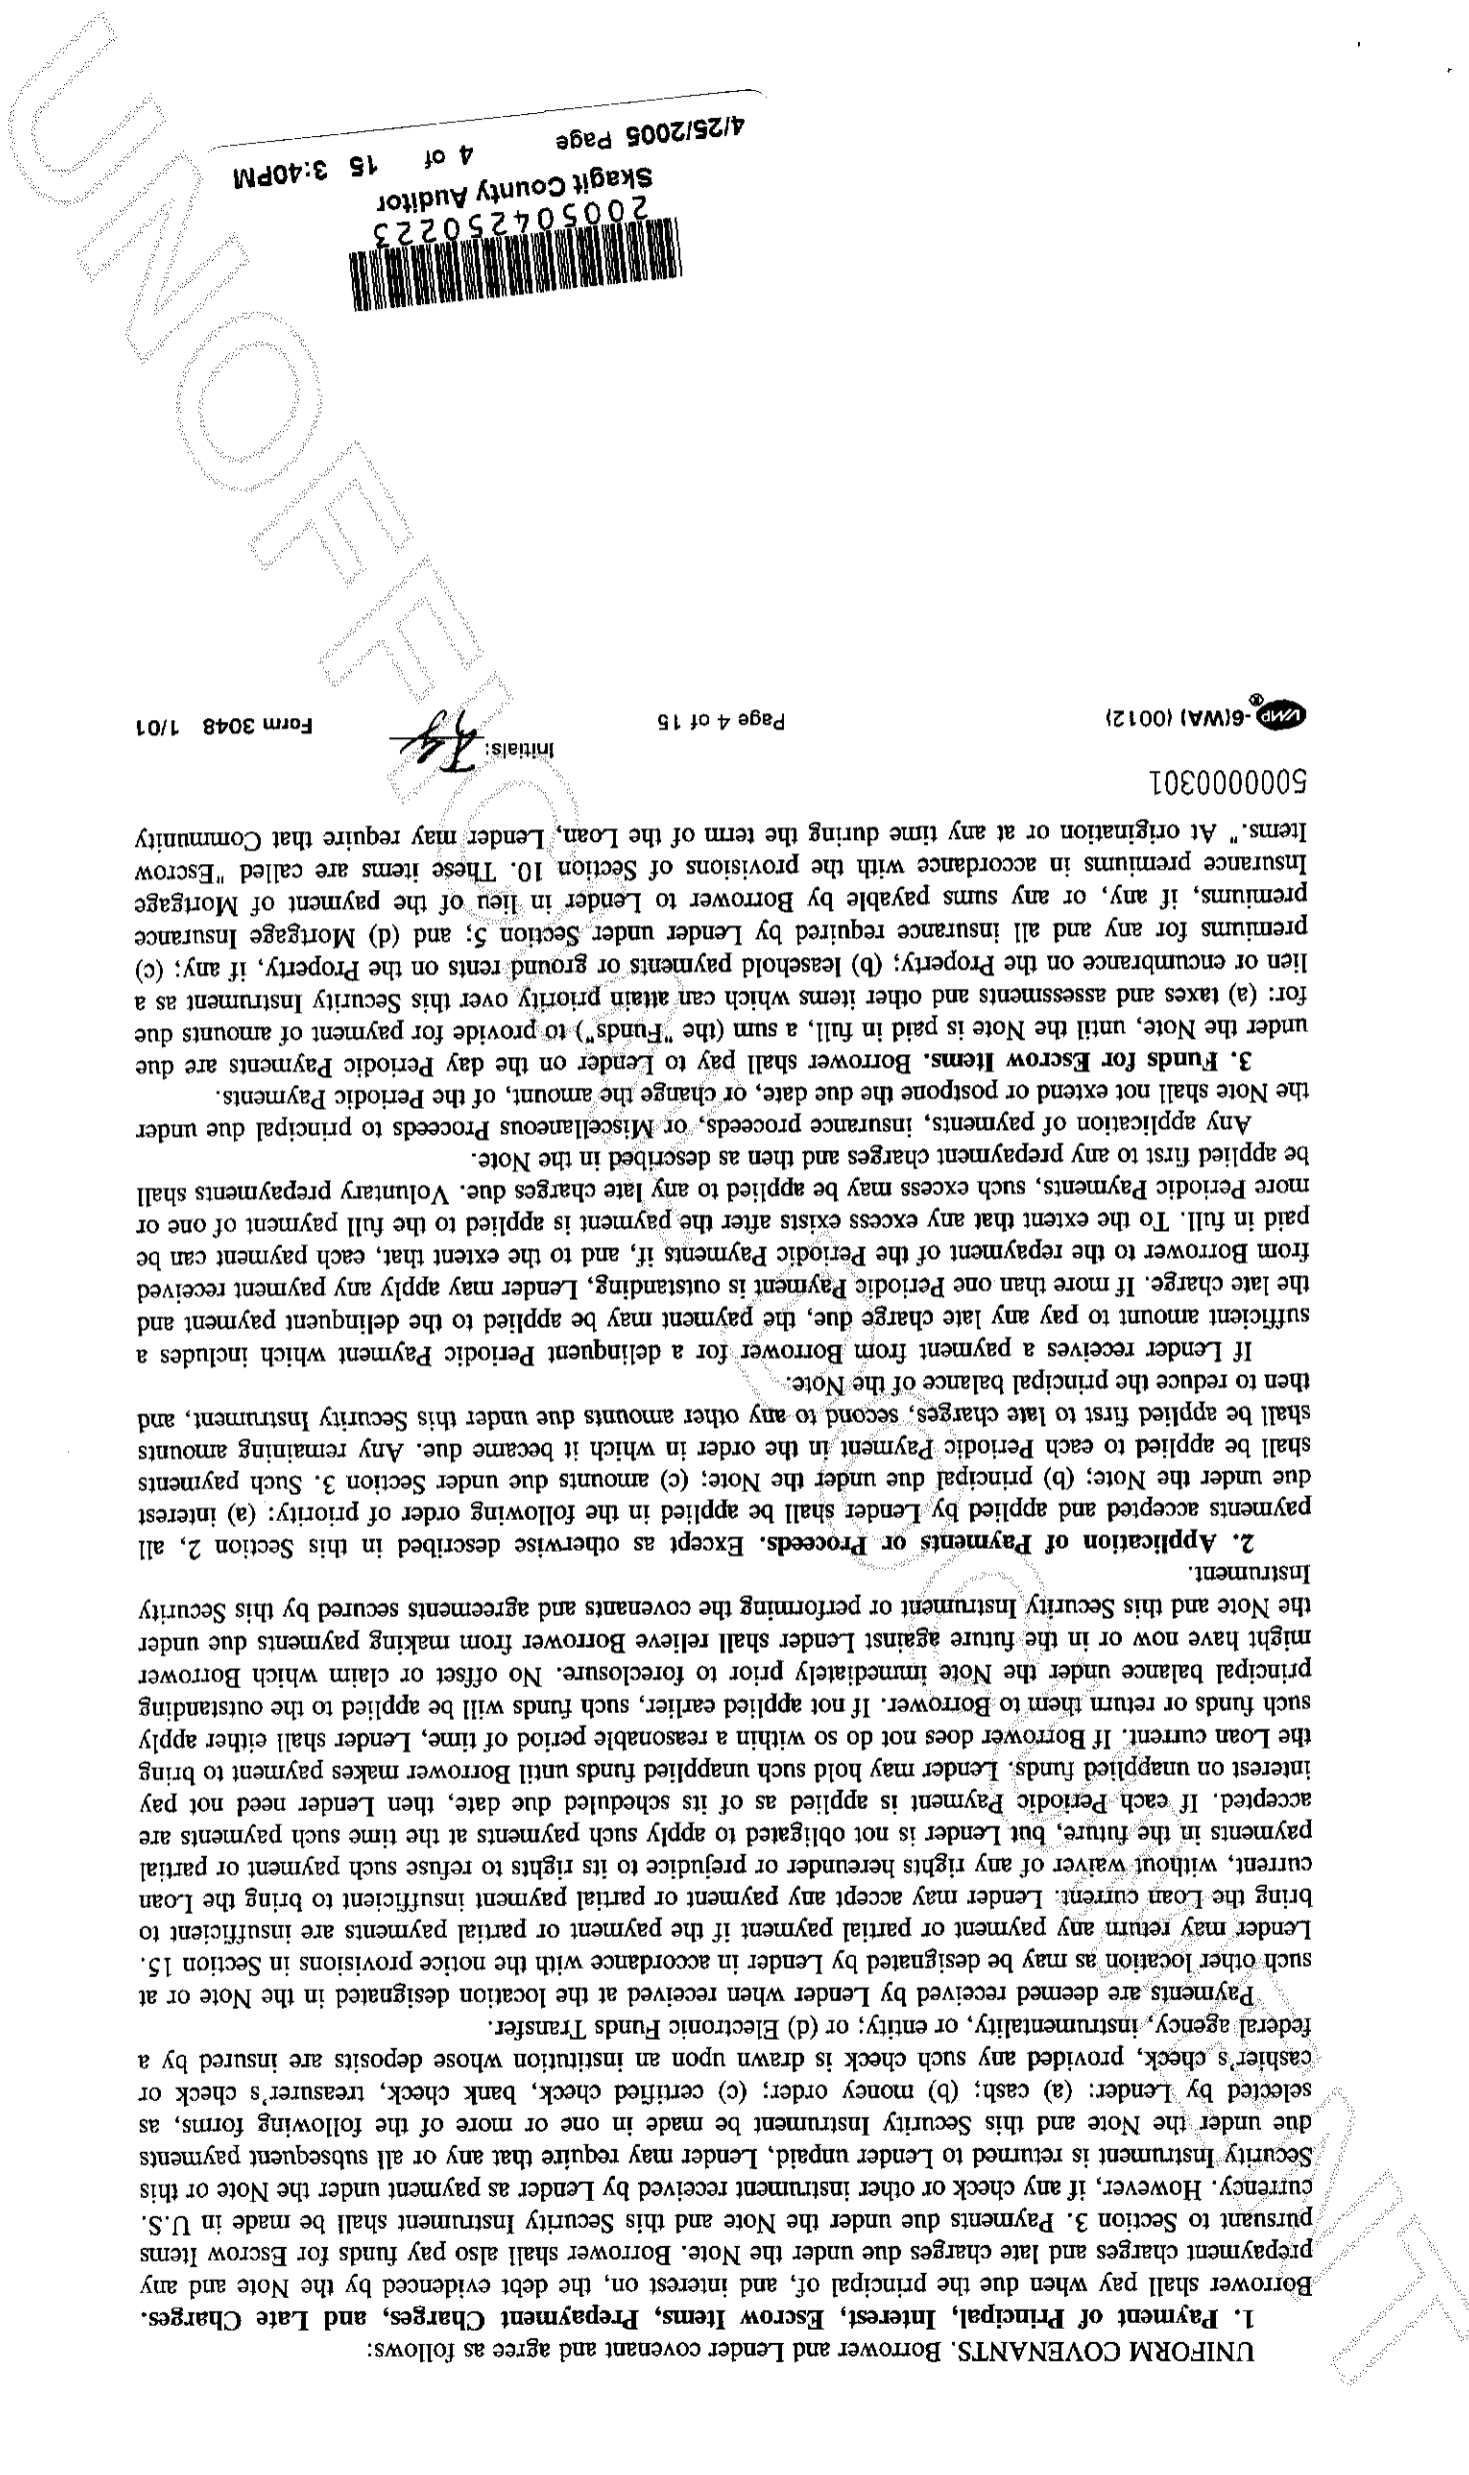 UNIFORM COVENANTS. Borrower and Lender covenant and agree as follows:
1. Payment of Principal, Interest, Escrow Items, Prepayment Charges, and Late Charges.
Borrower shall pay when due the principal of, and interest on, the debt evidenced by the Note and any
prepayment charges and late charges due under the Note. Borrower shall also pay funds for Escrow Items
pursuant to Section 3. Payments due under the Note and this Security Instrument shall be made in U.S.
currency. However, if any check or other instrument received by Lender as payment under the Note or this
Security Instrument is returned to Lender unpaid, Lender may require that any or all subsequent payments
due under the Note and this Security Instrument be made in one or more of the following forms, as
selected by Lender: (a) cash; (b) money order; (c) certified check, bank check, treasurer's check or
cashier's check, provided any such check is drawn upon an institution whose deposits are insured by a
federal agency, instrumentality, or entity; or (d) Electronic Funds Transfer.
Payments are deemed received by Lender when received at the location designated in the Note or at
such other location as may be designated by Lender in accordance with the notice provisions in Section 15.
Lender may return any payment or partial payment if the payment or partial payments are insufficient to
bring the Loan current. Lender may accept any payment or partial payment insufficient to bring the Loan
current, without waiver of any rights hereunder or prejudice to its rights to refuse such payment or partial
payments in the future, but Lender is not obligated to apply such payments at the time such payments are
accepted. If each Periodic Payment is applied as of its scheduled due date, then Lender need not pay
interest on unapplied funds. Lender may hold such unapplied funds until Borrower makes payment to bring
the Loan current. If Borrower does not do so within a reasonable period of time, Lender shall either apply
such funds or return them to Borrower. If not applied earlier, such funds will be applied to the outstanding
principal balance under the Note immediately prior to foreclosure. No offset or claim which Borrower
might have now or in the future against Lender shall relieve Borrower from making payments due under
the Note and this Security Instrument or performing the covenants and agreements secured by this Security
Instrument.
2. Application of Payments or Proceeds. Except as otherwise described in this Section 2, all
payments accepted and applied by Lender shall be applied in the following order of priority: (a) interest
due under the Note; (b) principal due under the Note; (c) amounts due under Section 3. Such payments
shall be applied to each Periodic Payment in the order in which it became due. Any remaining amounts
shall be applied first to late charges, second to any other amounts due under this Security Instrument, and
then to reduce the principal balance of the Note.
If Lender receives a payment from Borrower for a delinquent Periodic Payment which includes a
sufficient amount to pay any late charge due, the payment may be applied to the delinquent payment and
the late charge. If more than one Periodic Payment is outstanding, Lender may apply any payment received
from Borrower to the repayment of the Periodic Payments if, and to the extent that, each payment can be
paid in full. To the extent that any excess exists after the payment is applied to the full payment of one or
more Periodic Payments, such excess may be applied to any late charges due. Voluntary prepayments shall
be applied first to any prepayment charges and then as described in the Note.
Any application of payments, insurance proceeds, or Miscellaneous Proceeds to principal due under
the Note shall not extend or postpone the due date, or change the amount, of the Periodic Payments.
3. Funds for Escrow Items. Borrower shall pay to Lender on the day Periodic Payments are due
under the Note, until the Note is paid in full, a sum (the "Funds") to provide for payment of amounts due
for: (a) taxes and assessments and other items which can attain priority over this Security Instrument as a
lien or encumbrance on the Property; (b) leasehold payments or ground rents on the Property, if any; (c)
premiums for any and all insurance required by Lender under Section 5; and (d) Mortgage Insurance
premiums, if any, or any sums payable by Borrower to Lender in lieu of the payment of Mortgage
Insurance premiums in accordance with the provisions of Section 10. These items are called "Escrow
Items." At origination or at any time during the term of the Loan, Lender may require that Community
5000000301
Initials:
VMP®-6(WA) (0012) Page 4 of 15 Form 3048 1/01
200504250223
Skagit County Auditor
4/25/2005 Page 4 of 15 3:40PM
UNOFFICIAL DOCUMENT